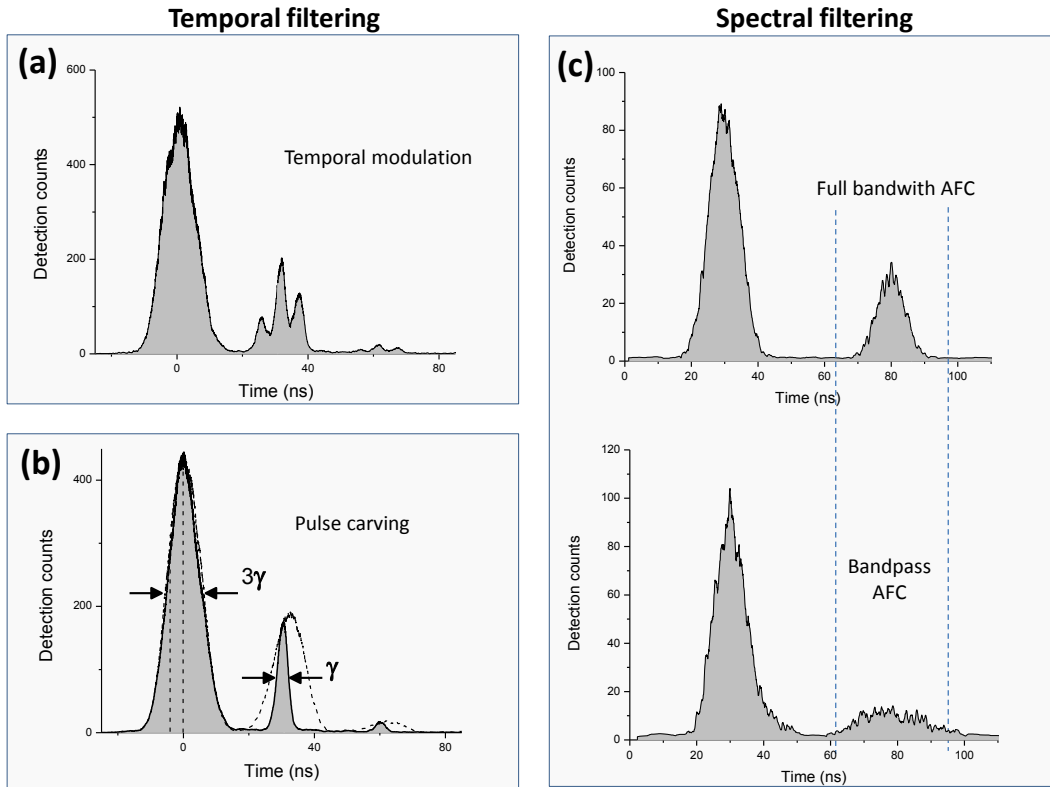 Temporal filtering
(a)
600
400
200
0
Detection counts
Temporal modulation
0 40 80
Time (ns)
(b)
400
200
0
Detection counts
Pulse carving
3γ
γ
0 40 80
Time (ns)
Spectral filtering
(c)
100
80
60
40
20
0
Detection counts
Full bandwith AFC
0 20 40 60 80 100
Time (ns)
120
100
80
60
40
20
0
Detection counts
Bandpass
AFC
0 20 40 60 80 100
Time (ns)